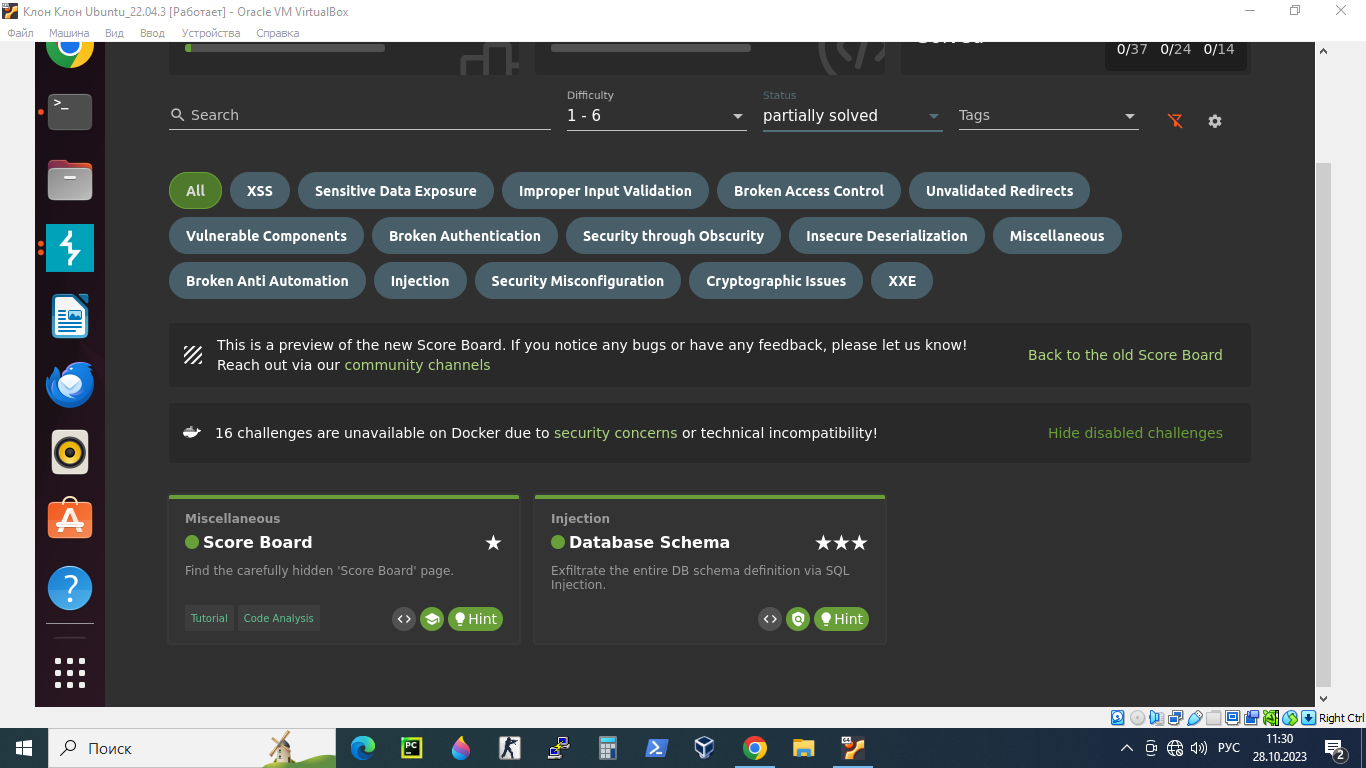 Клон Клон Ubuntu_22.04.3 [Работает] - Oracle VM VirtualBox
Файл Машина Вид Ввод Устройства Справка
0/37 0/24 0/14
Difficulty Status
Search 1 - 6 partially solved Tags
All XSS Sensitive Data Exposure Improper Input Validation Broken Access Control Unvalidated Redirects
Vulnerable Components Broken Authentication Security through Obscurity Insecure Deserialization Miscellaneous
Broken Anti Automation Injection Security Misconfiguration Cryptographic Issues XXE
This is a preview of the new Score Board. If you notice any bugs or have any feedback, please let us know!
Reach out via our community channels
Back to the old Score Board
16 challenges are unavailable on Docker due to security concerns or technical incompatibility!
Hide disabled challenges
Miscellaneous
Score Board
Find the carefully hidden 'Score Board' page.
Tutorial Code Analysis Hint
Injection
Database Schema
Exfiltrate the entire DB schema definition via SQL
Injection.
Hint
Right Ctrl
Поиск
РУС
11:30
28.10.2023
2